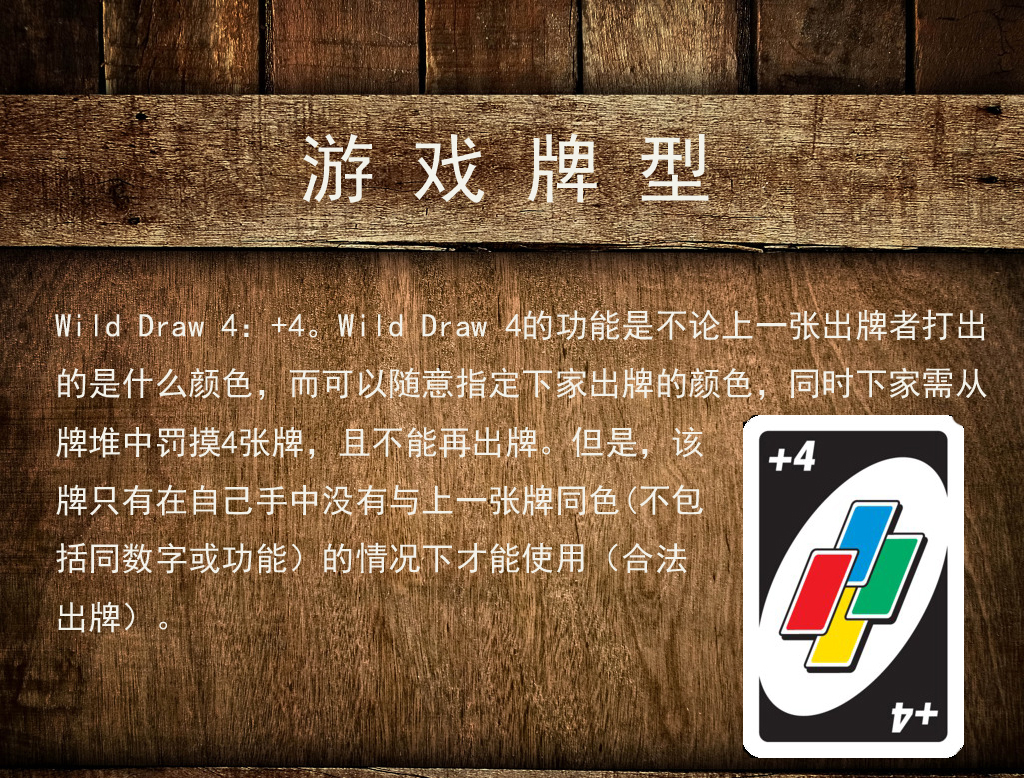 游戏牌型
Wild Draw 4：+4。Wild Draw 4的功能是不论上一张出牌者打出
的是什么颜色，而可以随意指定下家出牌的颜色，同时下家需从
牌堆中罚摸4张牌，且不能再出牌。但是，该
牌只有在自己手中没有与上一张牌同色(不包
括同数字或功能）的情况下才能使用（合法
出牌）。
+4
+4